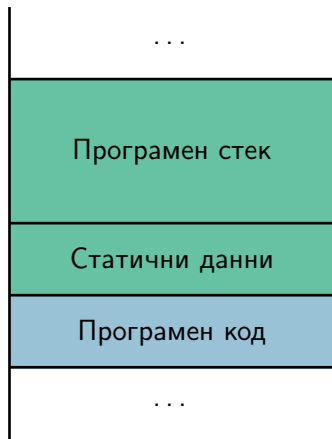 ...
Програмен стек
Статични данни
Програмен код
...